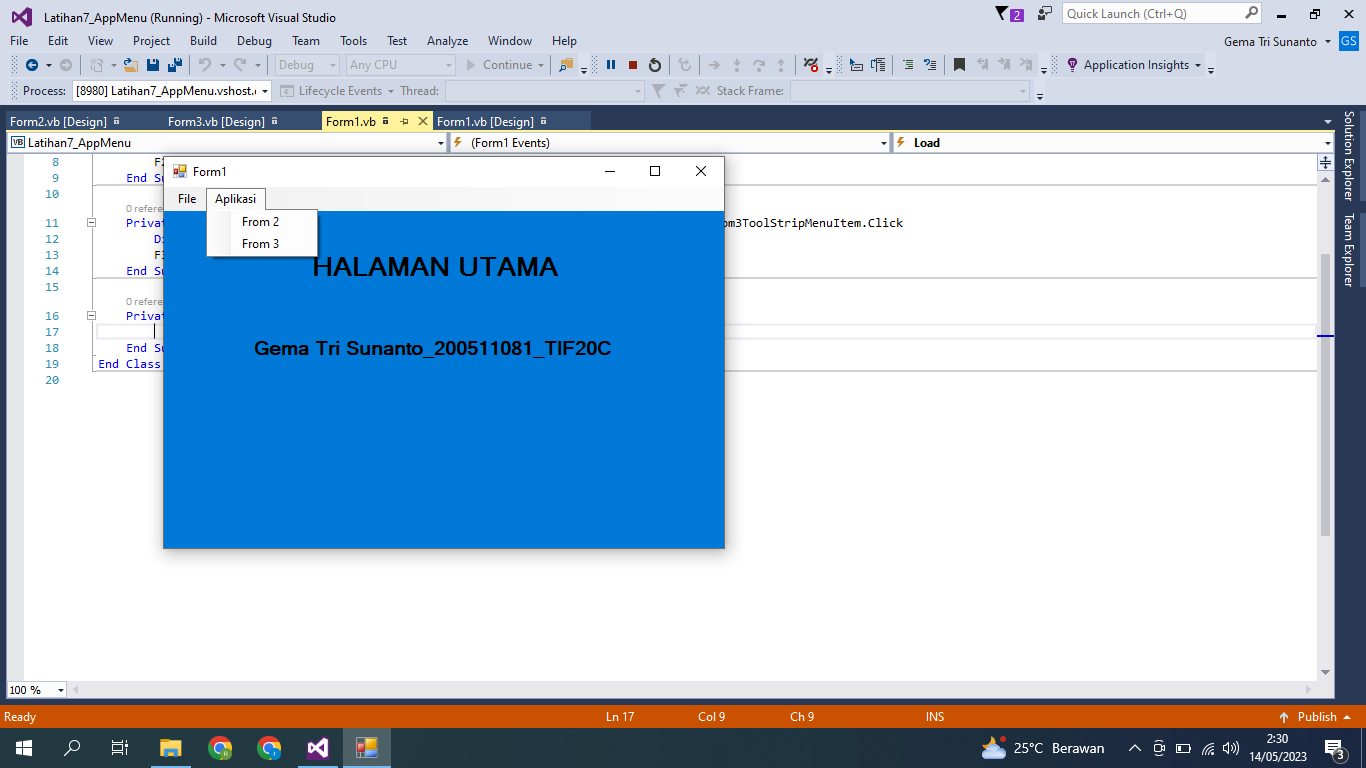 Latihan7_AppMenu (Running) - Microsoft Visual Studio
2
Quick Launch (Ctrl+Q)
File Edit View Project Build Debug Team Tools Test Analyze Window Help
Gema Tri Sunanto GS
Debug Any CPU Continue Application Insights
Process: [8980] Latihan7_AppMenu.vshost. Lifecycle Events Thread: Stack Frame:
Form2.vb [Design] Form3.vb [Design] Form1.vb Form1.vb [Design]
VB Latihan7_AppMenu (Form1 Events) Load
Solution Explorer
Team Explorer
8 F
9 End Su
10
0 refere
11 Privat m3ToolStripMenuItem.Click
12 Di
13 F
14 End Su
15
0 refere
16 Privat
17
18 End Su
19 End Class
20
Form1
File Aplikasi
From 2
From 3
HALAMAN UTAMA
Gema Tri Sunanto_200511081_TIF20C
100 %
Ready Ln 17 Col 9 Ch 9 INS Publish
25°C Berawan
2:30
14/05/2023
3